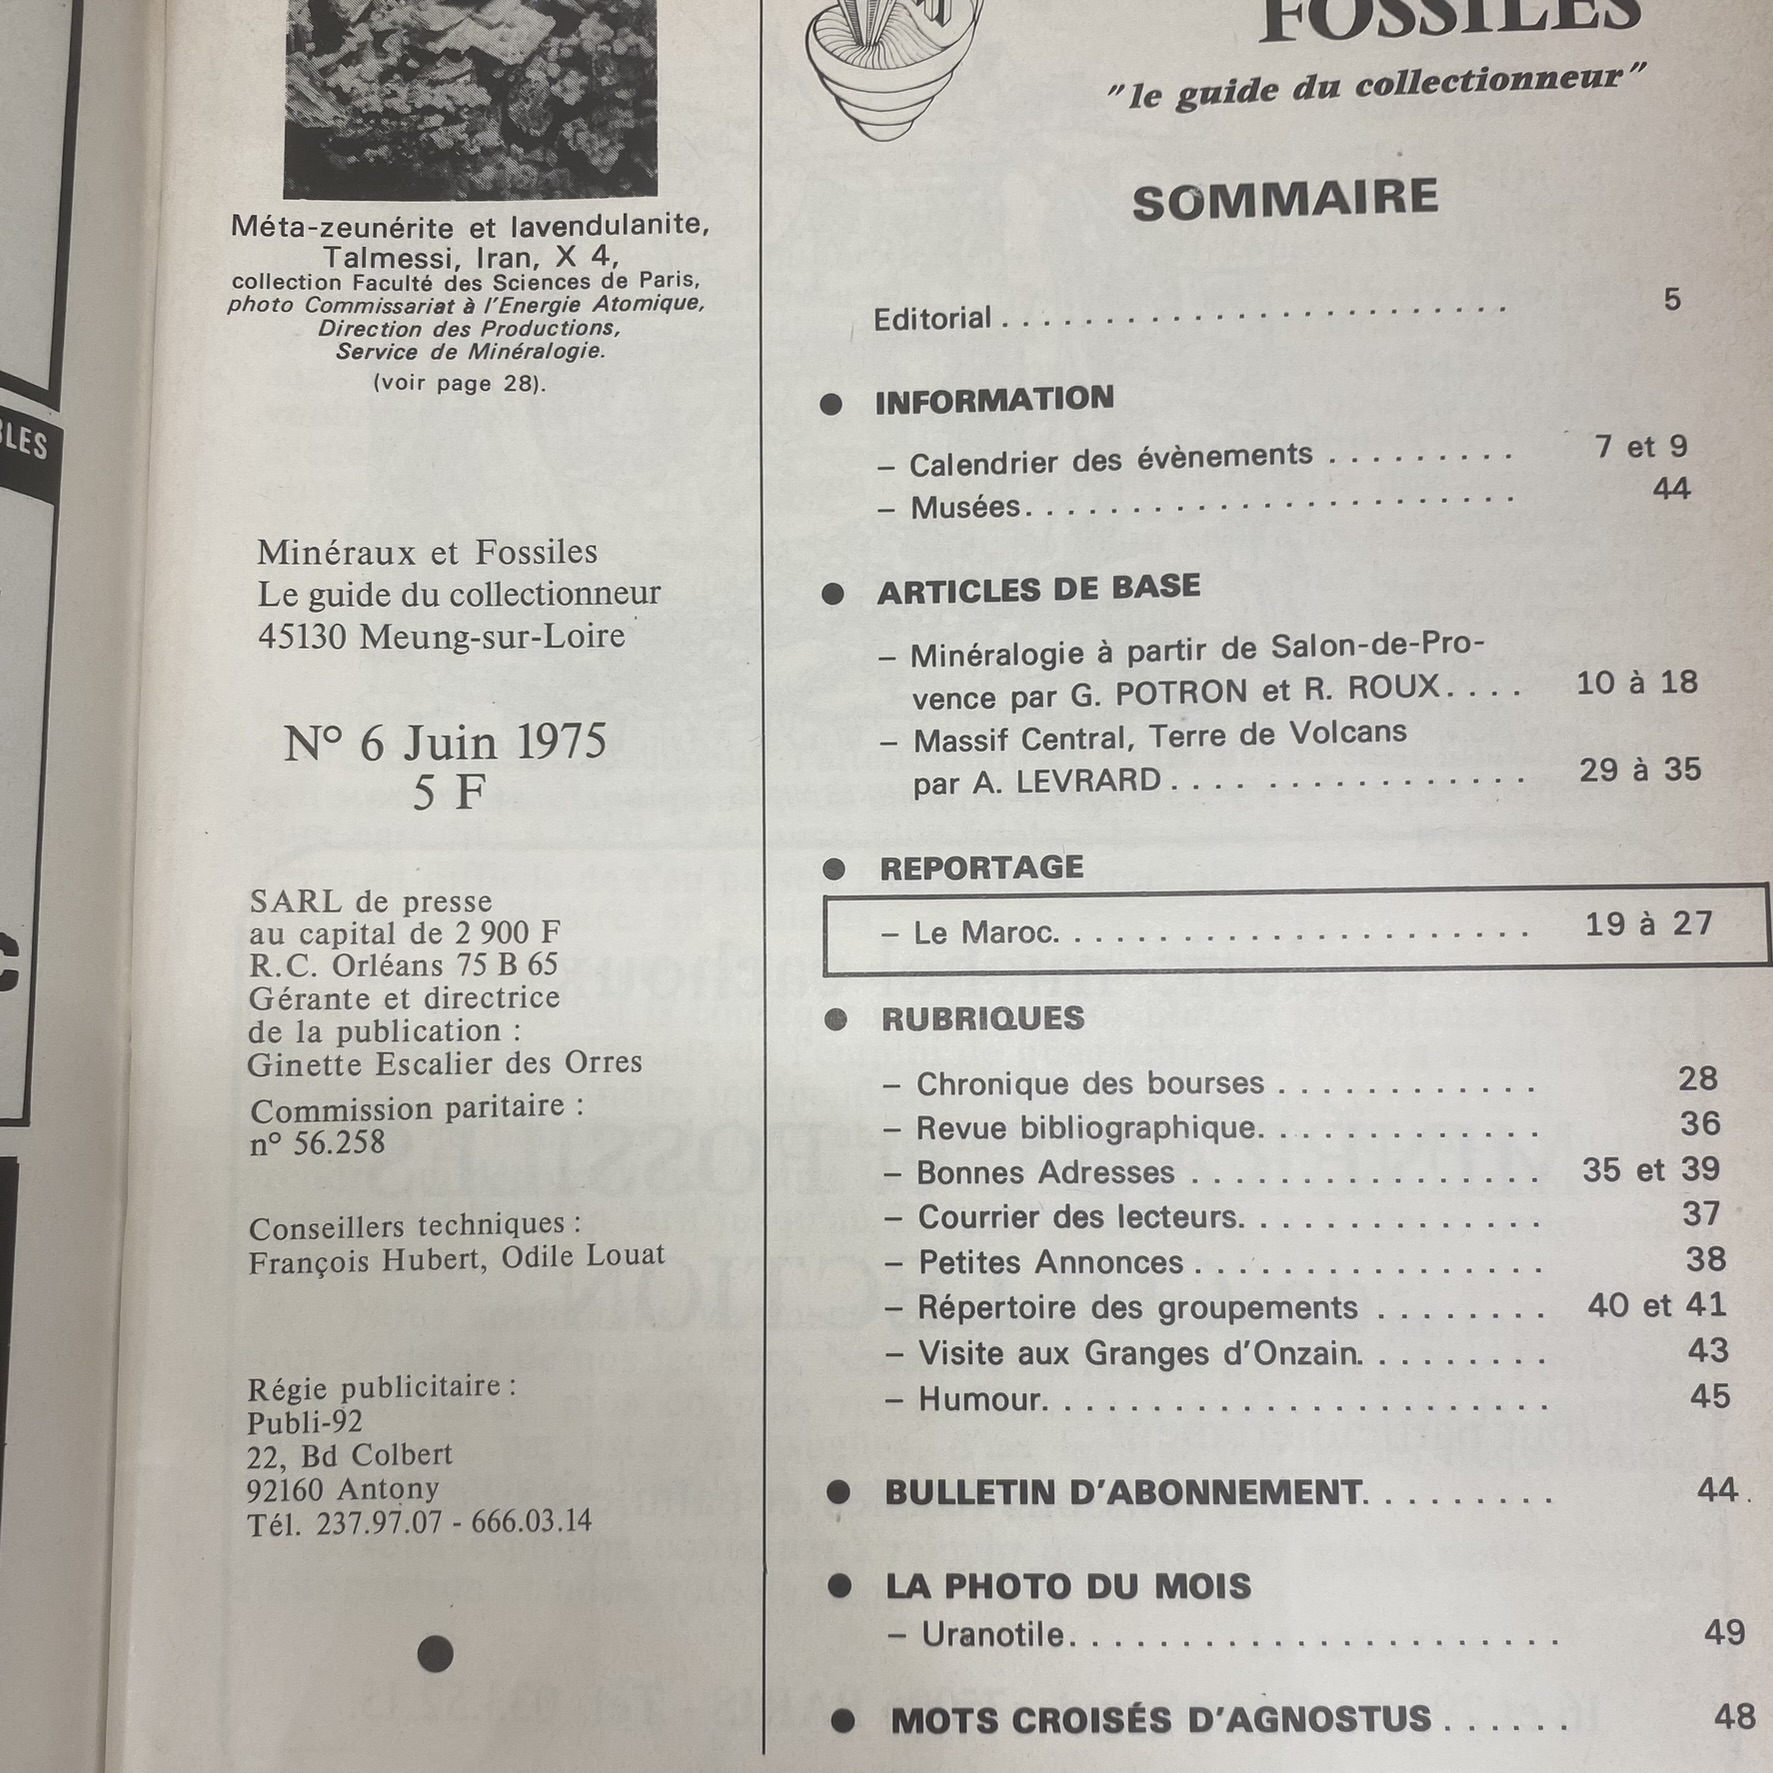 Méta-zeunérite et lavendulanite,
Talmessi, Iran, X 4,
collection Faculté des Sciences de Paris,
photo Commissariat à l'Energie Atomique,
Direction des Productions,
Service de Minéralogie.
(voir page 28).
Minéraux et Fossiles
Le guide du collectionneur
45130 Meung-sur-Loire
N° 6 Juin 1975
5 F
SARL de presse
au capital de 2 900 F
R.C. Orléans 75 B 65
Gérante et directrice
de la publication :
Ginette Escalier des Orres
Commission paritaire :
n° 56.258
Conseillers techniques :
François Hubert, Odile Louat
Régie publicitaire :
Publi-92
22, Bd Colbert
92160 Antony
Tél. 237.97.07 - 666.03.14
FOSSILES
"le guide du collectionneur"
SOMMAIRE
Editorial . . . . . . . . . . . . . . . . . . . . . . . . 5
● INFORMATION
– Calendrier des évènements . . . . . . . . . 7 et 9
– Musées. . . . . . . . . . . . . . . . . . . . . . . 44
● ARTICLES DE BASE
– Minéralogie à partir de Salon-de-Pro-
vence par G. POTRON et R. ROUX. . . . 10 à 18
– Massif Central, Terre de Volcans
par A. LEVRARD . . . . . . . . . . . . . . . . 29 à 35
● REPORTAGE
– Le Maroc. . . . . . . . . . . . . . . . . . . . . . 19 à 27
● RUBRIQUES
– Chronique des bourses . . . . . . . . . . . . 28
– Revue bibliographique. . . . . . . . . . . . . 36
– Bonnes Adresses . . . . . . . . . . . . . . . . 35 et 39
– Courrier des lecteurs. . . . . . . . . . . . . . 37
– Petites Annonces . . . . . . . . . . . . . . . . 38
– Répertoire des groupements . . . . . . . . 40 et 41
– Visite aux Granges d'Onzain. . . . . . . . . 43
– Humour. . . . . . . . . . . . . . . . . . . . . . . 45
● BULLETIN D'ABONNEMENT. . . . . . . . . 44 .
● LA PHOTO DU MOIS
– Uranotile. . . . . . . . . . . . . . . . . . . . . . 49
● MOTS CROISÉS D'AGNOSTUS . . . . . . 48